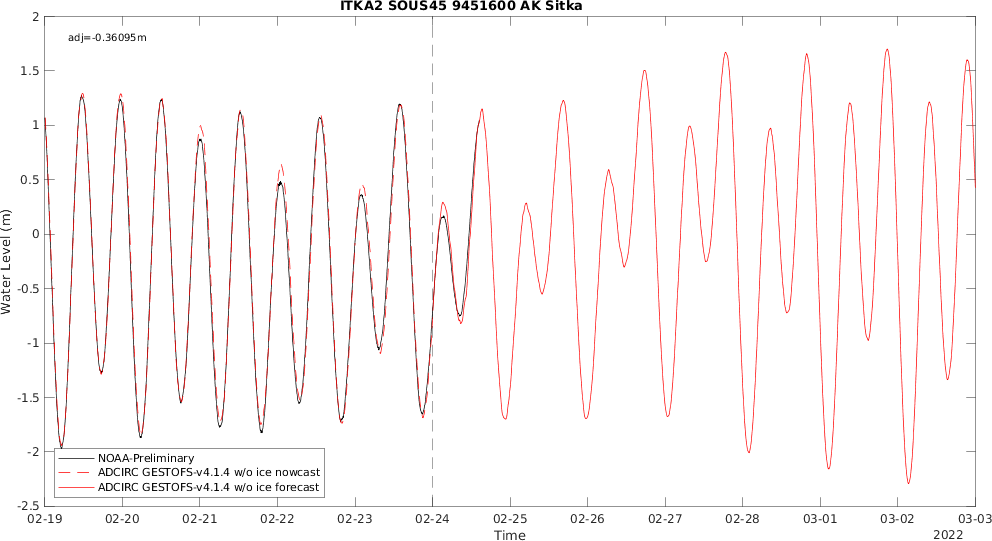 ITKA2 SOUS45 9451600 AK Sitka
adj=-0.36095m
2
1.5
1
0.5
0
-0.5
-1
-1.5
-2
-2.5
Water Level (m)
NOAA-Preliminary
ADCIRC GESTOFS-v4.1.4 w/o ice nowcast
ADCIRC GESTOFS-v4.1.4 w/o ice forecast
02-19 02-20 02-21 02-22 02-23 02-24 02-25 02-26 02-27 02-28 03-01 03-02 03-03
Time
2022